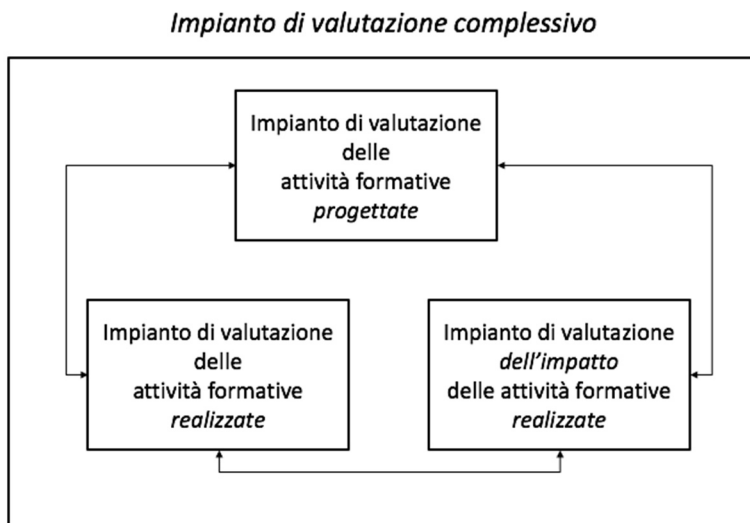 Impianto di valutazione complessivo
Impianto di valutazione
delle
attività formative
progettate
Impianto di valutazione
delle
attività formative
realizzate
Impianto di valutazione
dell’impatto
delle attività formative
realizzate